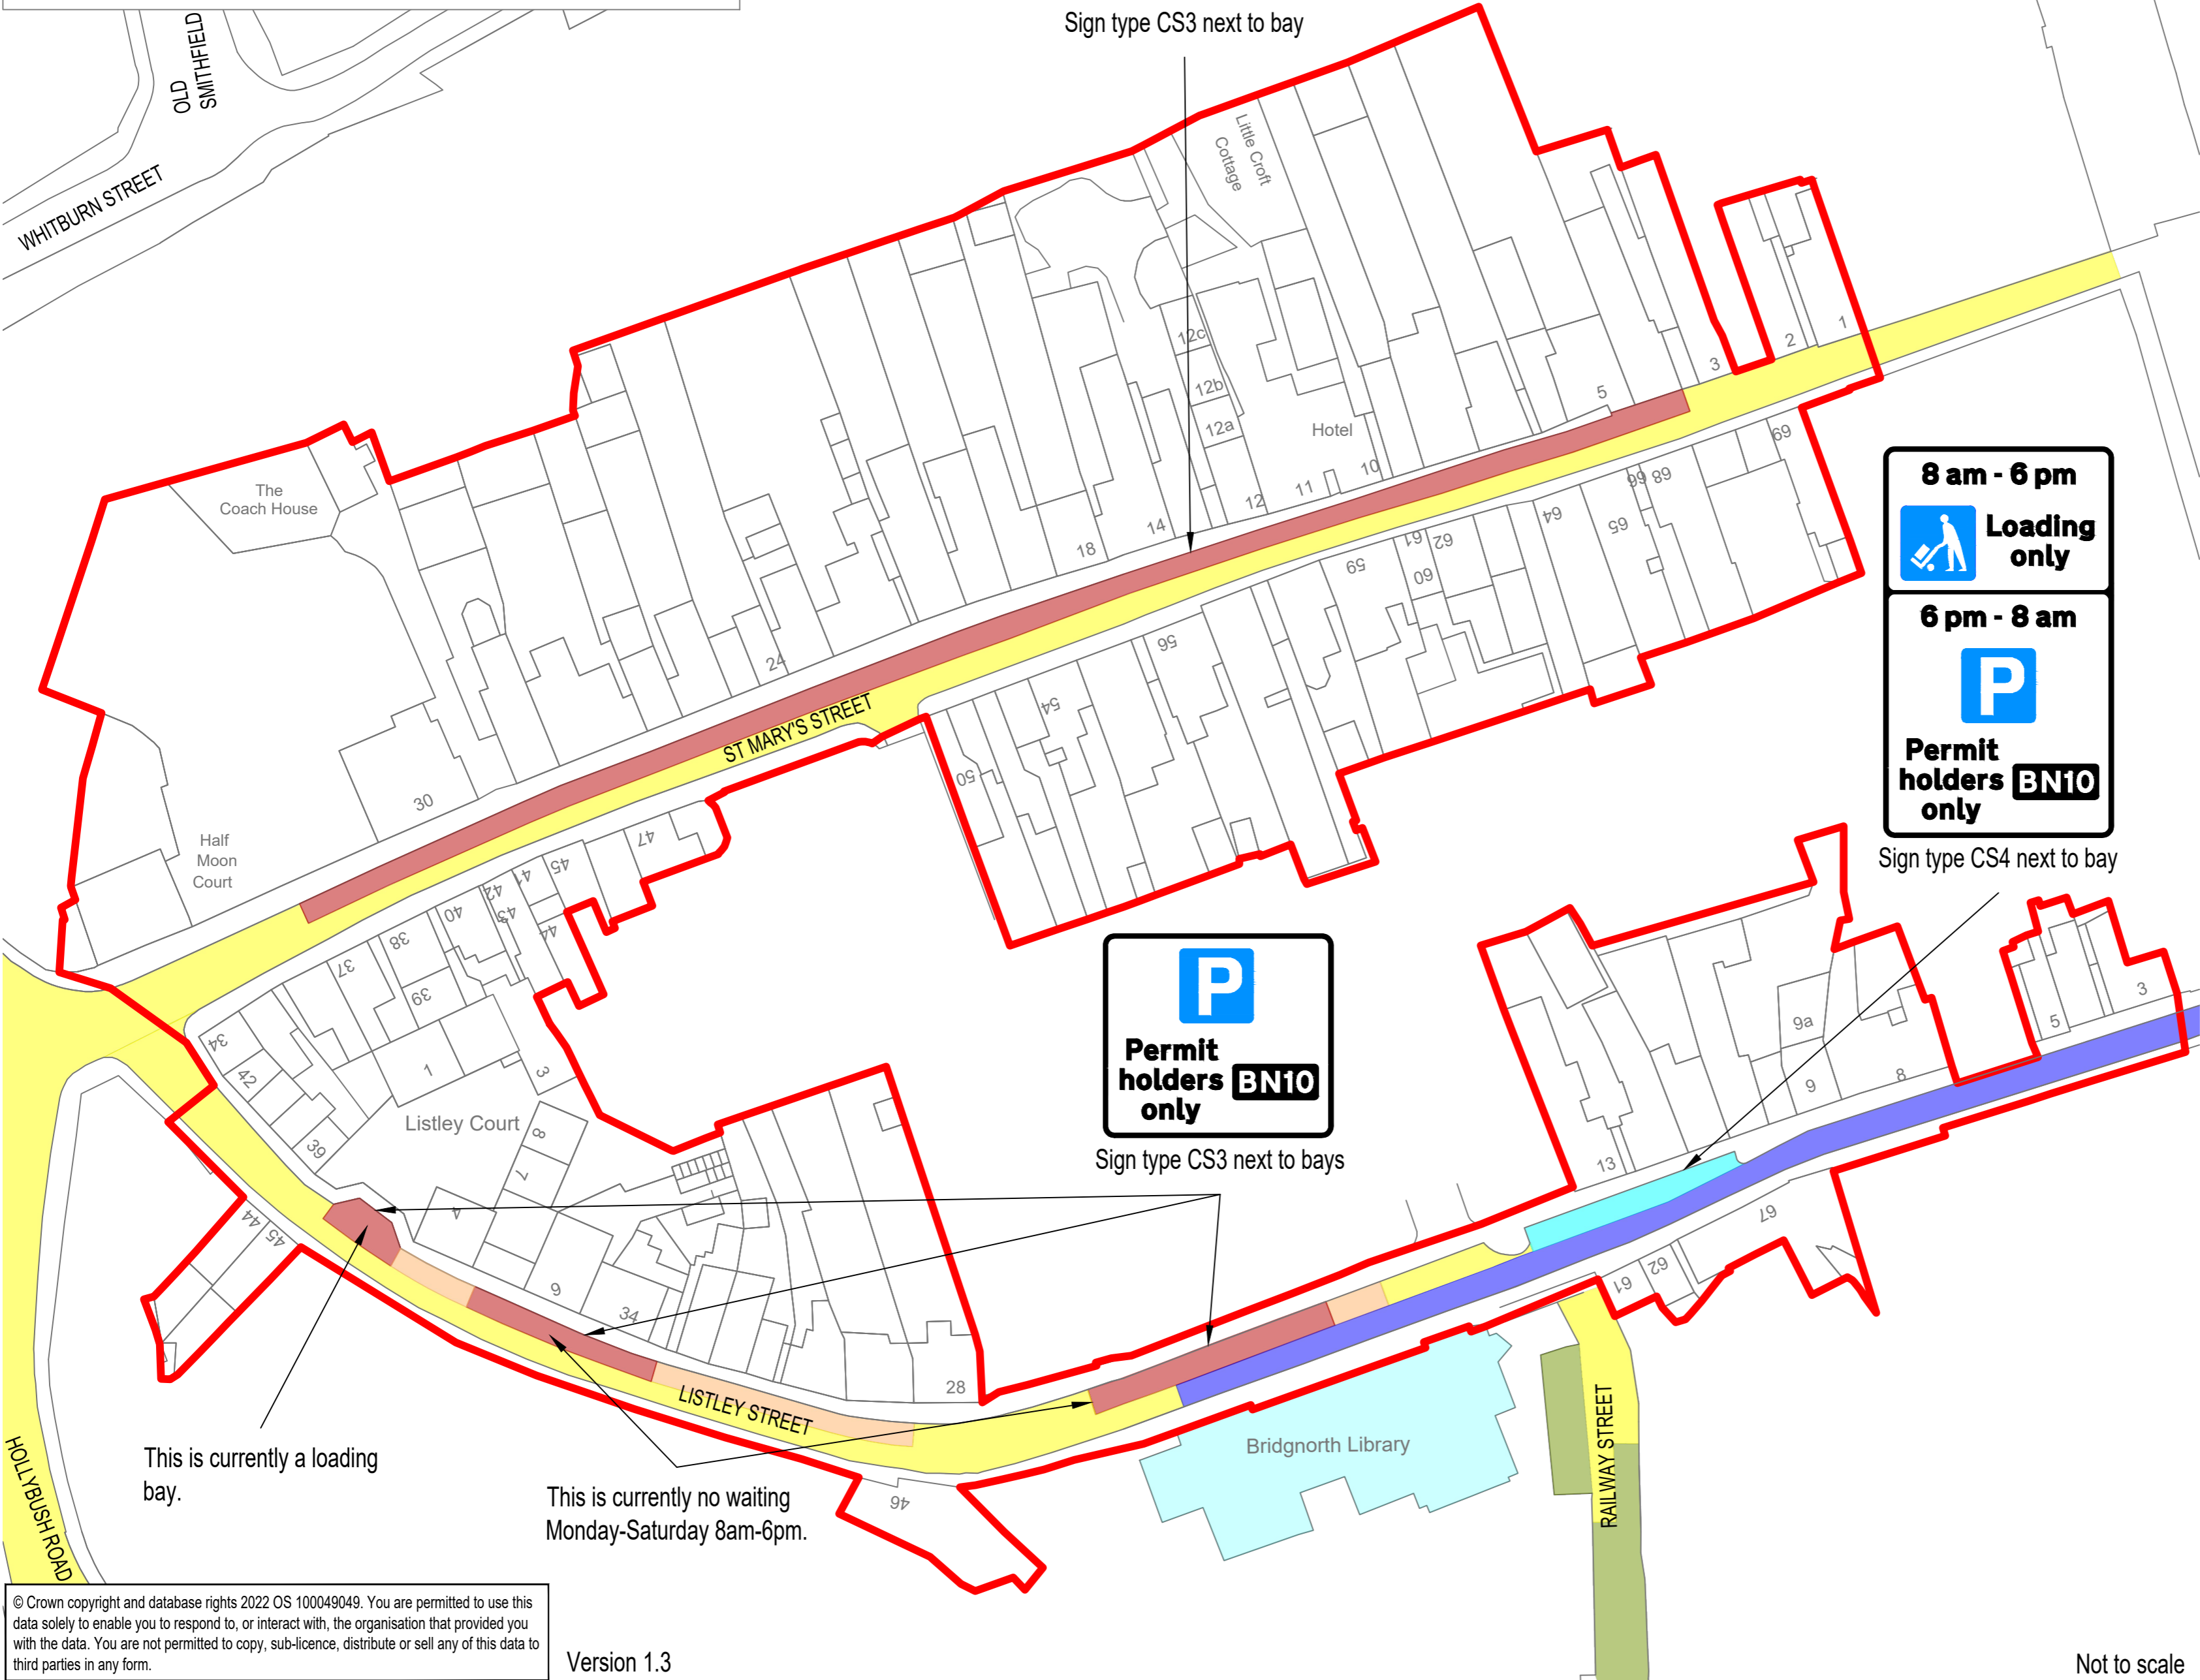 Sign type CS3 next to bay
OLD
SMITHFIELD
WHITBURN STREET
Little Croft
Cottage
The
Coach House
12c
12b
12a
Hotel
1
2
3
5
10
11
12
14
18
24
30
69
68
66
65
64
62
61
60
59
56
54
50
ST MARY'S STREET
Half
Moon
Court
47
45
41
42
43
44
40
38
39
37
34
42
39
1
3
Listley Court
8
7
4
6
34
28
44
45
46
8 am - 6 pm
Loading
only
6 pm - 8 am
P
Permit
holders BN10
only
Sign type CS4 next to bay
P
Permit
holders BN10
only
Sign type CS3 next to bays
13
9a
9
8
5
3
67
62
61
LISTLEY STREET
Bridgnorth Library
RAILWAY STREET
HOLLYBUSH ROAD
This is currently a loading
bay.
This is currently no waiting
Monday-Saturday 8am-6pm.
© Crown copyright and database rights 2022 OS 100049049. You are permitted to use this
data solely to enable you to respond to, or interact with, the organisation that provided you
with the data. You are not permitted to copy, sub-licence, distribute or sell any of this data to
third parties in any form.
Version 1.3
Not to scale